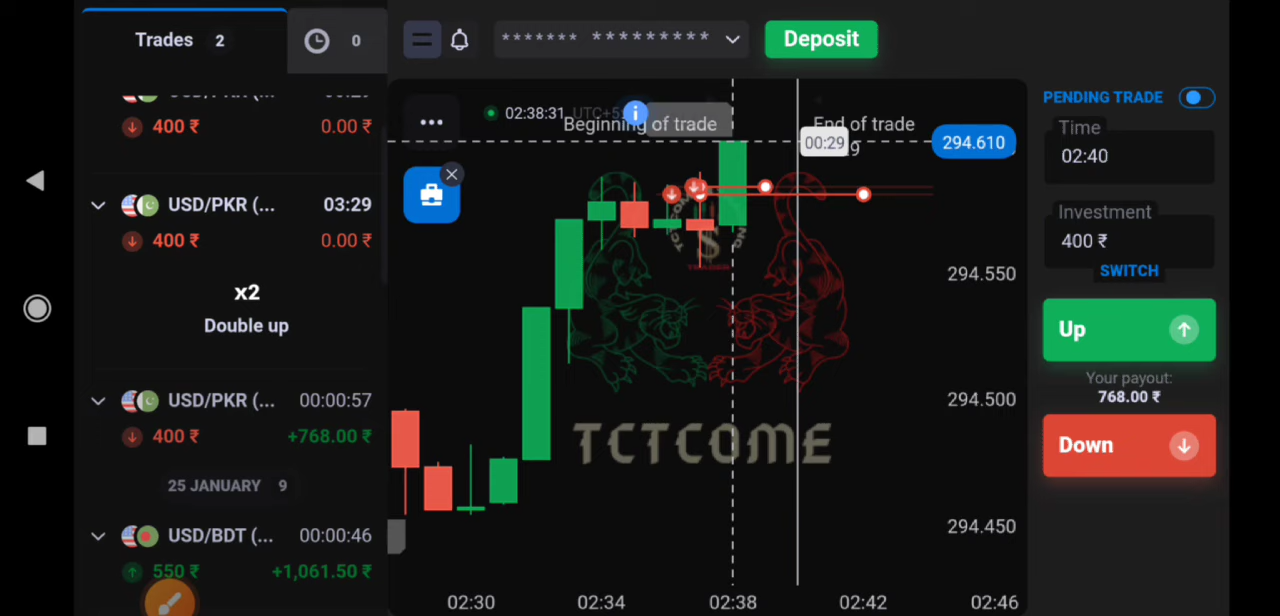 Trades 2
0
******* *********
Deposit
400 ₹ 0.00 ₹
USD/PKR (... 03:29
400 ₹ 0.00 ₹
x2
Double up
USD/PKR (... 00:00:57
400 ₹ +768.00 ₹
25 JANUARY 9
USD/BDT (... 00:00:46
550 ₹ +1,061.50 ₹
02:38:31
Beginning of trade
End of trade
00:29
294.610
294.550
294.500
294.450
TCTCOME
02:30 02:34 02:38 02:42 02:46
PENDING TRADE
Time
02:40
Investment
400 ₹
SWITCH
Up
Your payout:
768.00 ₹
Down